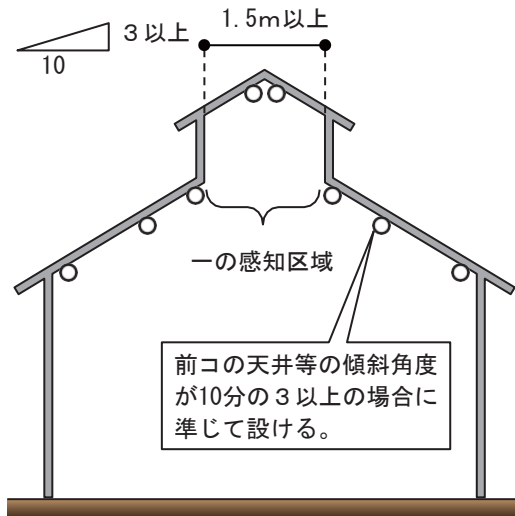 3以上
10
1.5m以上
一の感知区域
前コの天井等の傾斜角度
が10分の3以上の場合に
準じて設ける。